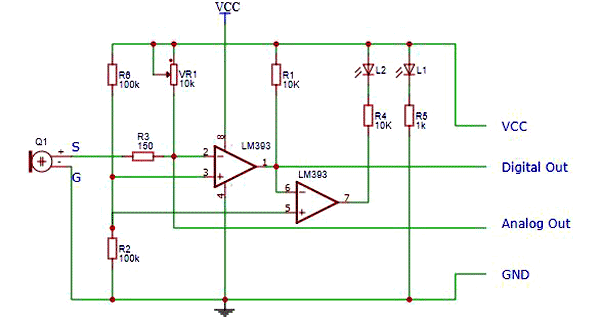 VCC
R6
100k
VR1
10k
R1
10K
L2
L1
R4
10K
R5
1k
VCC
Q1
+
-
S
G
R3
150
2
3
8
4
1
LM393
-
+
Digital Out
LM393
6
5
7
-
+
R2
100k
Analog Out
GND